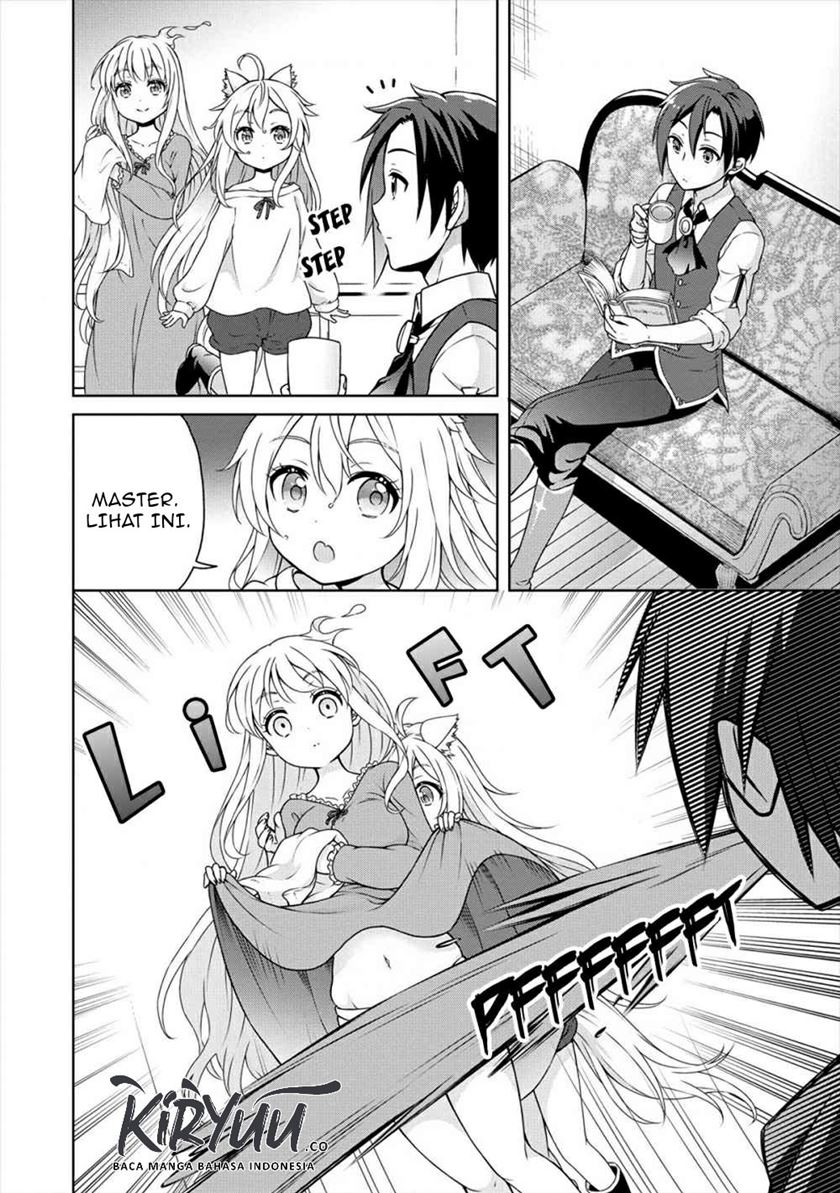 STEP
STEP
MASTER,
LIHAT INI.
LiFT
PFFFFFFT
KiRYUU.CO
BACA MANGA BAHASA INDONESIA